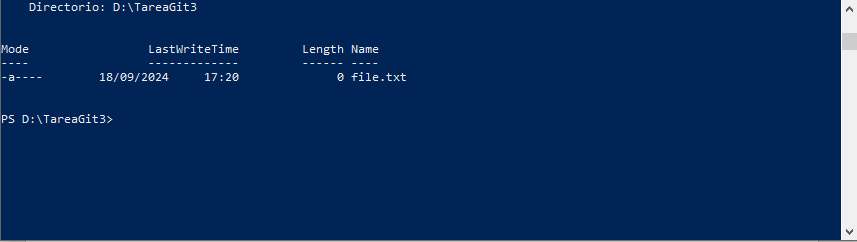 Directorio: D:\TareaGit3
Mode LastWriteTime Length Name
---- ------------- ------ ----
-a---- 18/09/2024 17:20 0 file.txt
PS D:\TareaGit3>